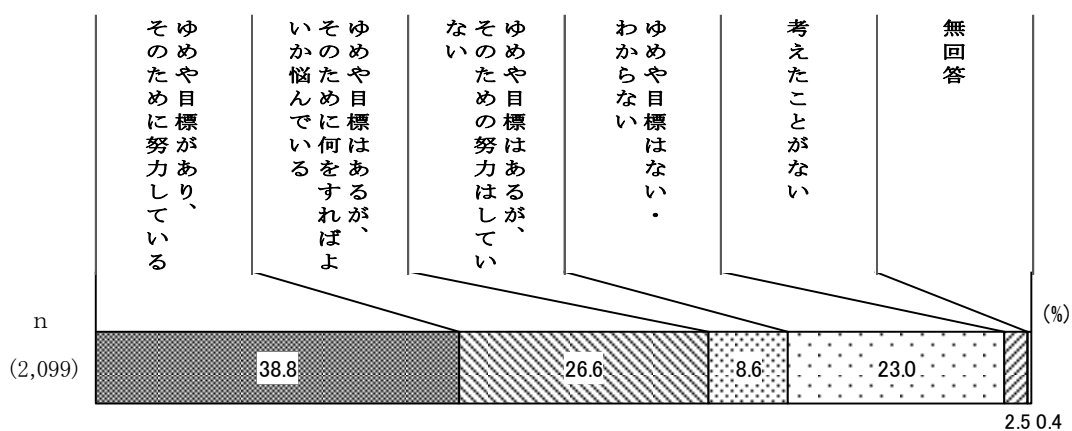 ゆめや目標があり、
そのために努力している
ゆめや目標はあるが、
そのために何をすればよ
いか悩んでいる
ゆめや目標はあるが、
そのための努力はしてい
ない
ゆめや目標はない・
わからない
考えたことがない
無回答
(%)
n
(2,099)
38.8
26.6
8.6
23.0
2.5
0.4